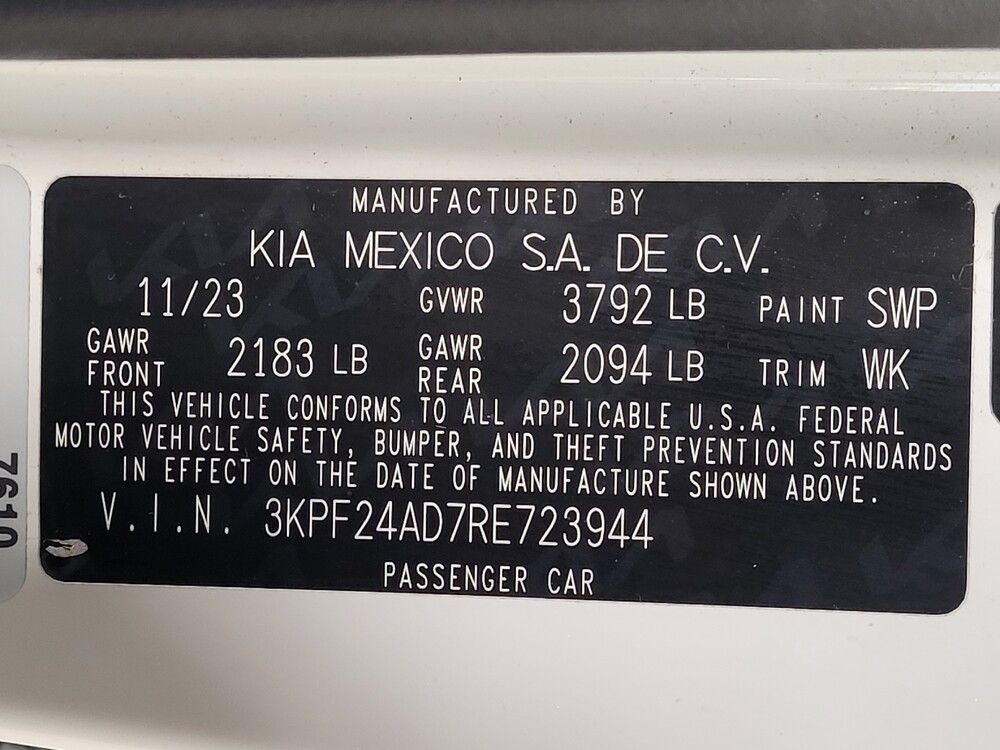 MANUFACTURED BY
KIA MEXICO S.A. DE C.V.
11/23 GVWR 3792 LB PAINT SWP
GAWR FRONT 2183 LB GAWR REAR 2094 LB TRIM WK
THIS VEHICLE CONFORMS TO ALL APPLICABLE U.S.A. FEDERAL
MOTOR VEHICLE SAFETY, BUMPER, AND THEFT PREVENTION STANDARDS
IN EFFECT ON THE DATE OF MANUFACTURE SHOWN ABOVE.
V.I.N. 3KPF24AD7RE723944
PASSENGER CAR
7610